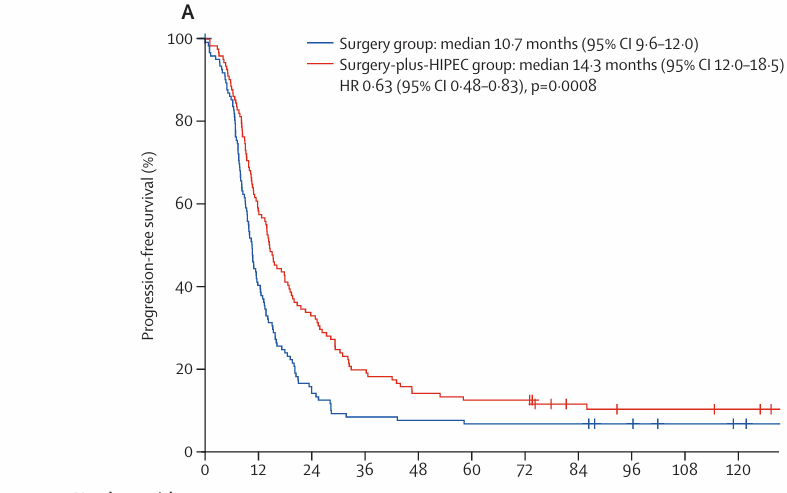 A
Surgery group: median 10·7 months (95% CI 9·6–12·0)
Surgery-plus-HIPEC group: median 14·3 months (95% CI 12·0–18·5)
HR 0·63 (95% CI 0·48–0·83), p=0·0008
Progression-free survival (%)
100
80
60
40
20
0
0 12 24 36 48 60 72 84 96 108 120